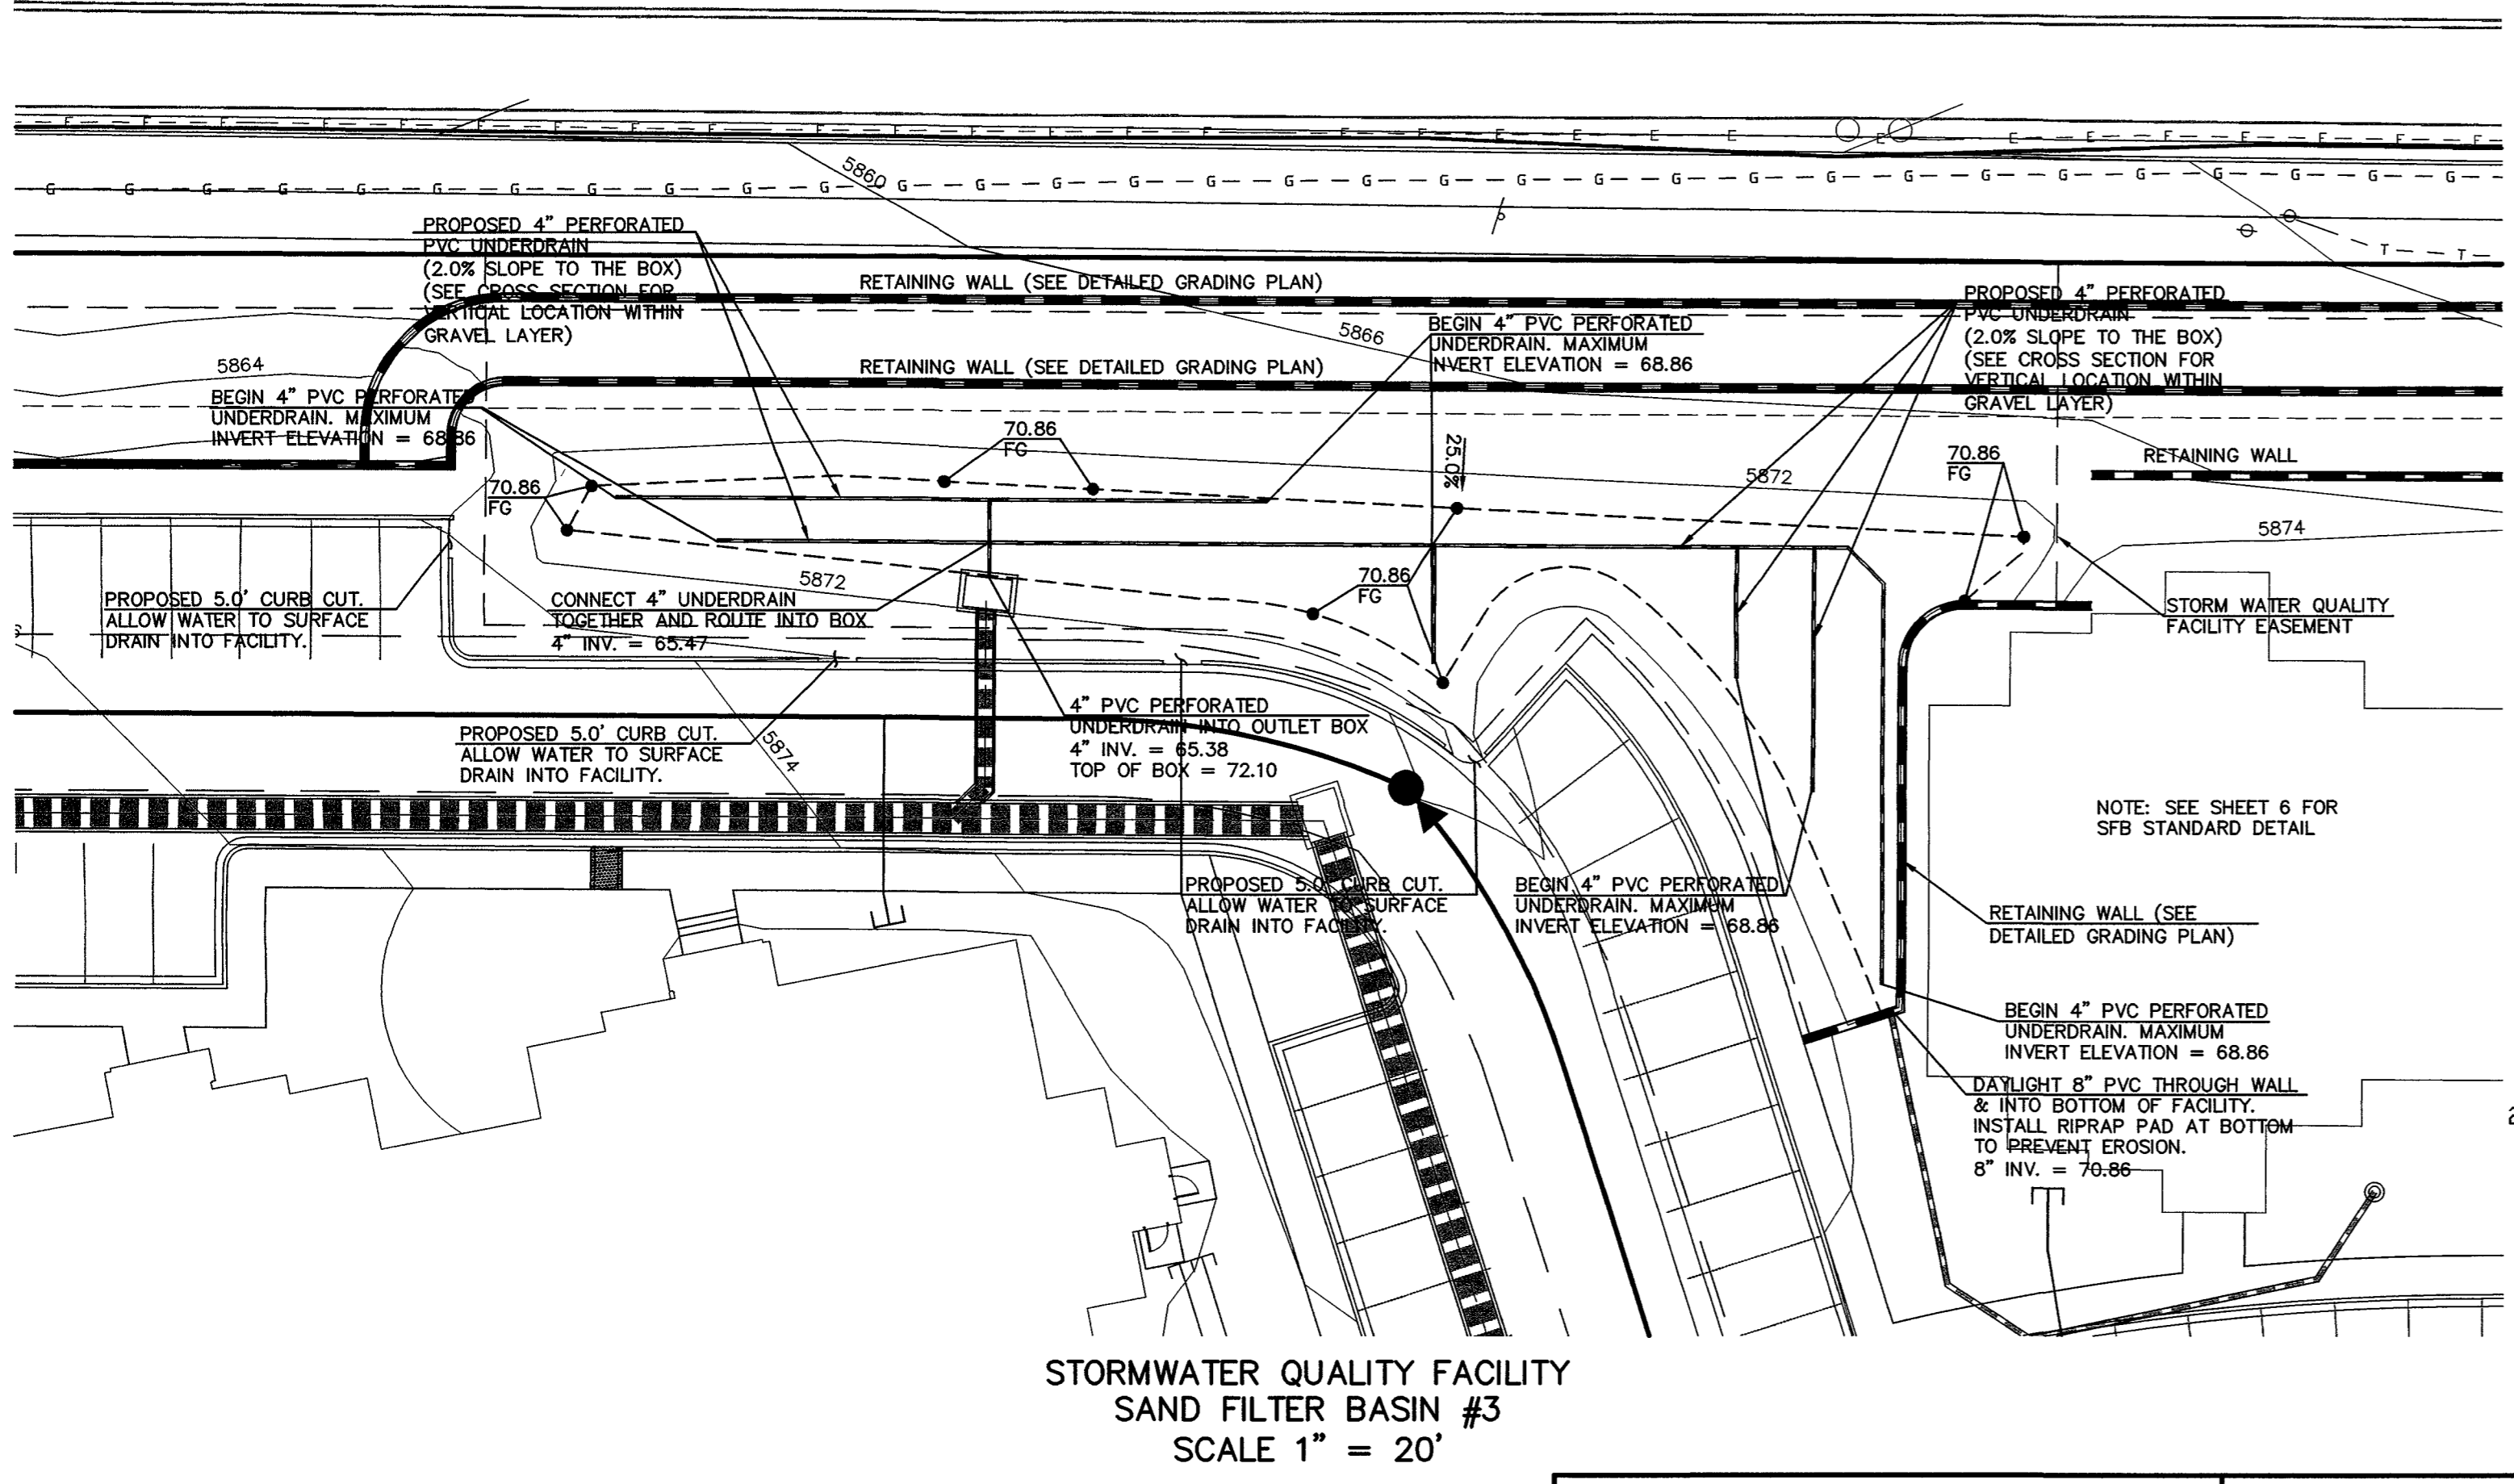 5860
PROPOSED 4" PERFORATED
PVC UNDERDRAIN
(2.0% SLOPE TO THE BOX)
(SEE CROSS SECTION FOR
VERTICAL LOCATION WITHIN
GRAVEL LAYER)
RETAINING WALL (SEE DETAILED GRADING PLAN)
PROPOSED 4" PERFORATED
PVC UNDERDRAIN
(2.0% SLOPE TO THE BOX)
(SEE CROSS SECTION FOR
VERTICAL LOCATION WITHIN
GRAVEL LAYER)
5866
BEGIN 4" PVC PERFORATED
UNDERDRAIN. MAXIMUM
INVERT ELEVATION = 68.86
5864
RETAINING WALL (SEE DETAILED GRADING PLAN)
BEGIN 4" PVC PERFORATED
UNDERDRAIN. MAXIMUM
INVERT ELEVATION = 68.86
70.86
FG
25.0%
70.86
FG
RETAINING WALL
70.86
FG
5872
5874
5872
70.86
FG
PROPOSED 5.0' CURB CUT.
ALLOW WATER TO SURFACE
DRAIN INTO FACILITY.
CONNECT 4" UNDERDRAIN
TOGETHER AND ROUTE INTO BOX
4" INV. = 65.47
STORM WATER QUALITY
FACILITY EASEMENT
PROPOSED 5.0' CURB CUT.
ALLOW WATER TO SURFACE
DRAIN INTO FACILITY.
5874
4" PVC PERFORATED
UNDERDRAIN INTO OUTLET BOX
4" INV. = 65.38
TOP OF BOX = 72.10
NOTE: SEE SHEET 6 FOR
SFB STANDARD DETAIL
PROPOSED 5.0' CURB CUT.
ALLOW WATER TO SURFACE
DRAIN INTO FACILITY.
BEGIN 4" PVC PERFORATED
UNDERDRAIN. MAXIMUM
INVERT ELEVATION = 68.86
RETAINING WALL (SEE
DETAILED GRADING PLAN)
BEGIN 4" PVC PERFORATED
UNDERDRAIN. MAXIMUM
INVERT ELEVATION = 68.86
DAYLIGHT 8" PVC THROUGH WALL
& INTO BOTTOM OF FACILITY.
INSTALL RIPRAP PAD AT BOTTOM
TO PREVENT EROSION.
8" INV. = 70.86
STORMWATER QUALITY FACILITY
SAND FILTER BASIN #3
SCALE 1" = 20'